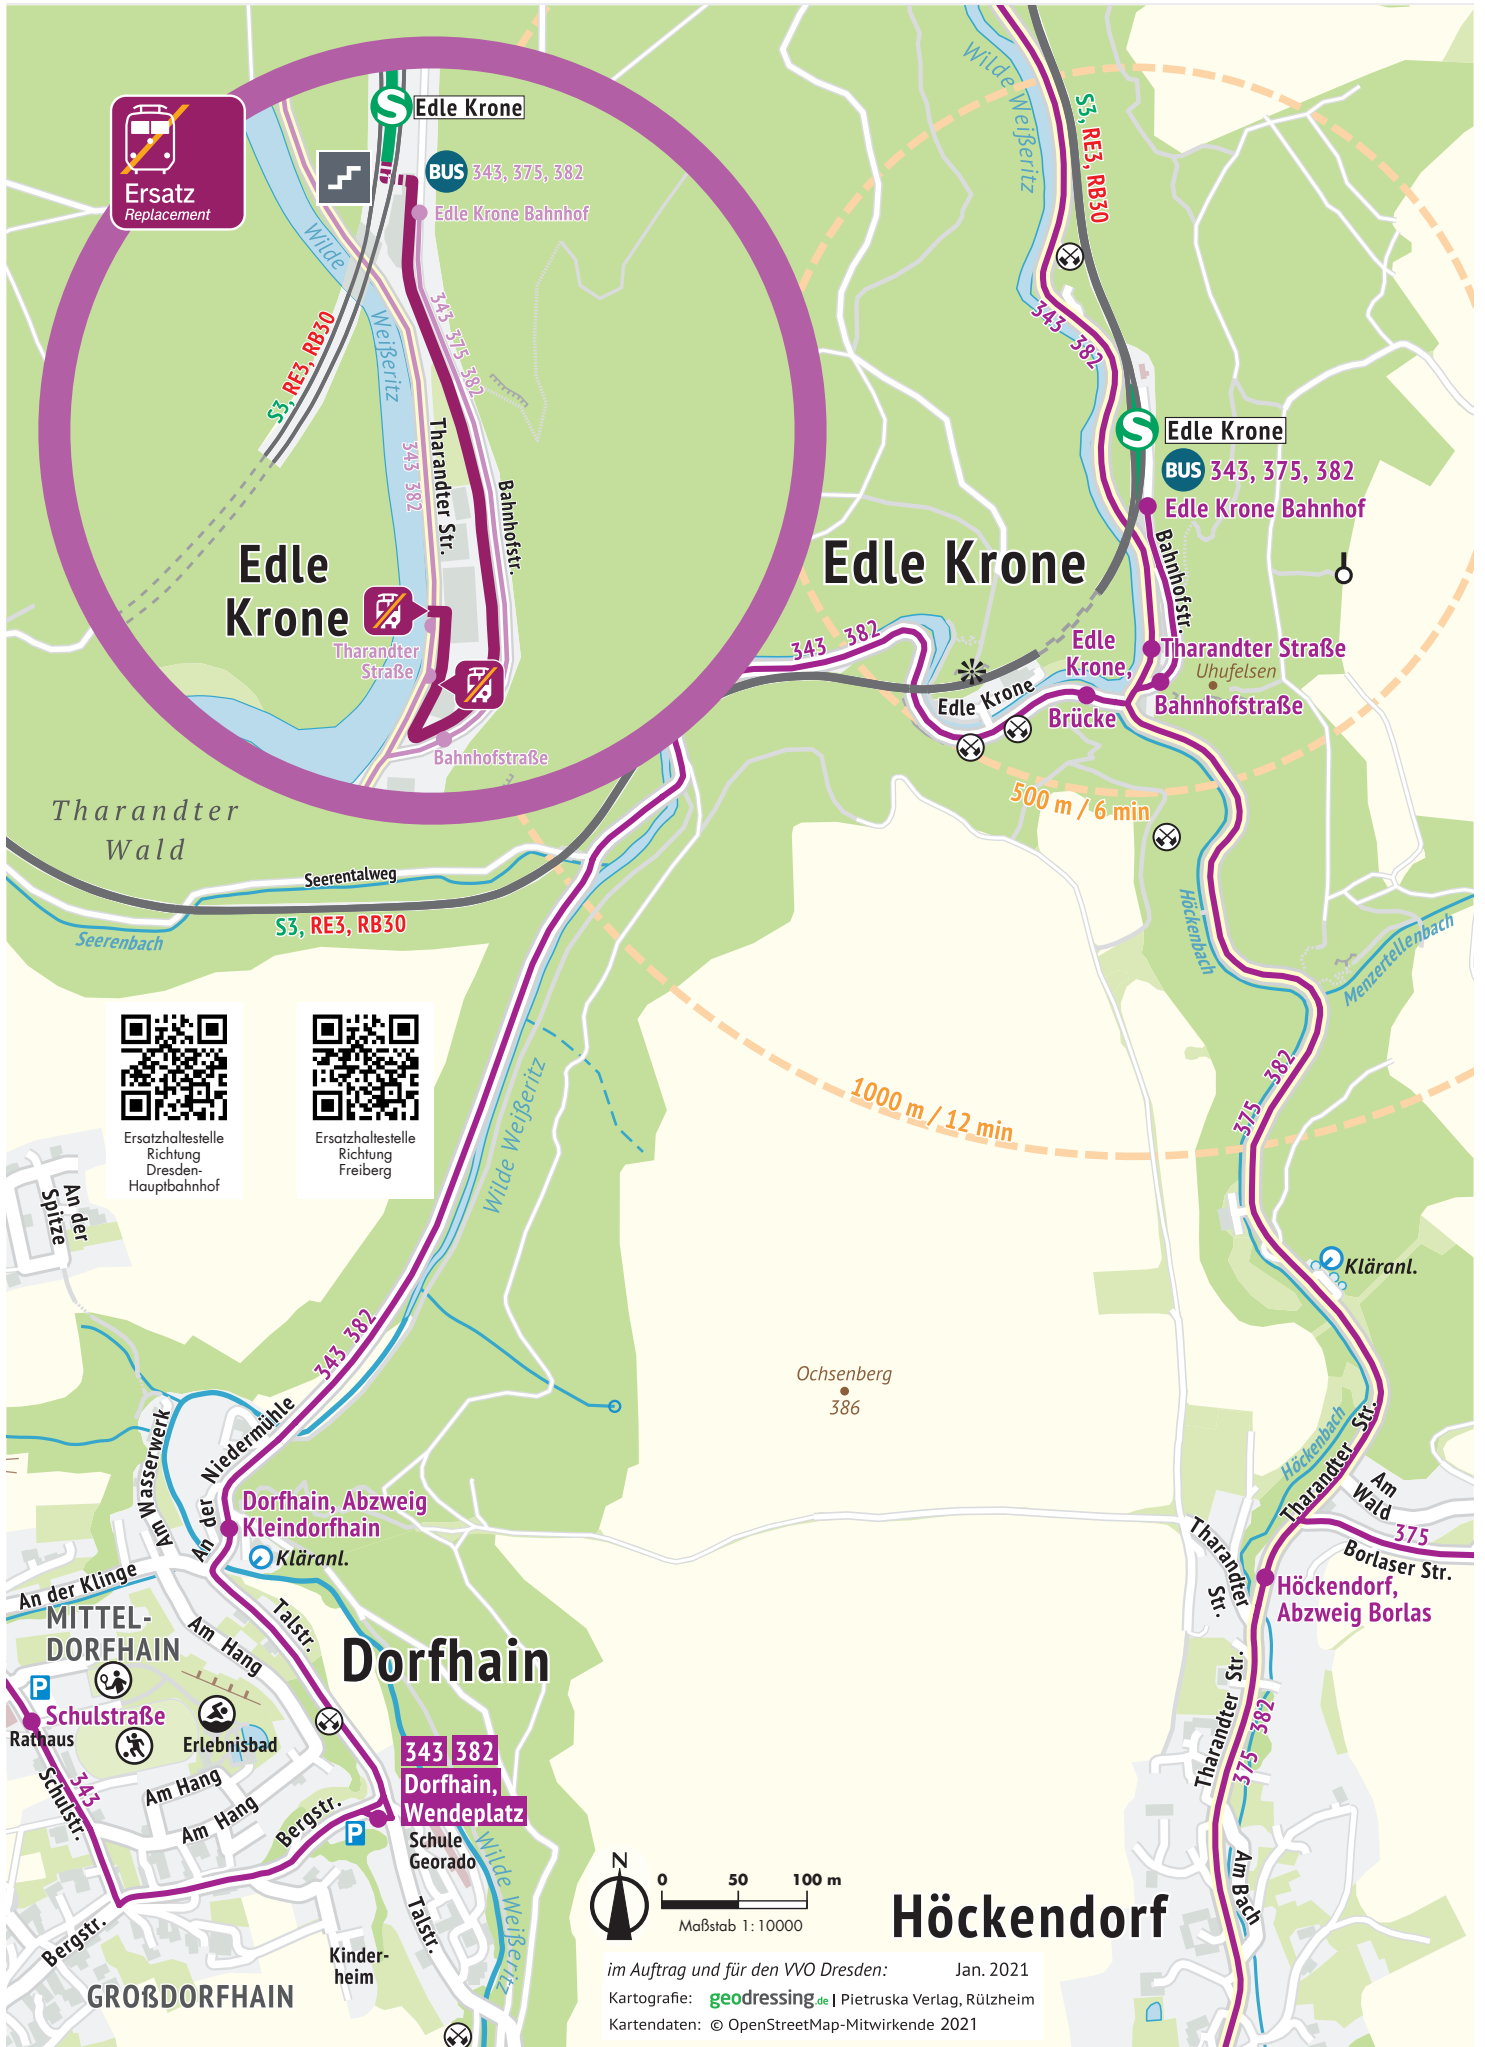 Ersatz
Replacement
Edle Krone
BUS 343, 375, 382
Edle Krone Bahnhof
Wilde
Weißeritz
S3, RE3, RB30
343 375 382
343 382
Tharandter Str.
Bahnhofstr.
Edle
Krone
Tharandter
Straße
Bahnhofstraße
Wilde Weißeritz
S3, RE3, RB30
343 382
Edle Krone
BUS 343, 375, 382
Edle Krone Bahnhof
Edle Krone
Bahnhofstr.
343 382
Edle
Krone,
Brücke
Tharandter Straße
Uhufelsen
Bahnhofstraße
Edle Krone
500 m / 6 min
Tharandter
Wald
Seerentalweg
S3, RE3, RB30
Seerenbach
Höckenbach
Menzertellenbach
Ersatzhaltestelle
Richtung
Dresden-
Hauptbahnhof
Ersatzhaltestelle
Richtung
Freiberg
Wilde Weißeritz
1000 m / 12 min
375 382
An der
Spitze
Kläranl.
343 382
Ochsenberg
386
Höckenbach
Tharandter Str.
Am
Wald
375
Borlaser Str.
Tharandter
Str.
Höckendorf,
Abzweig Borlas
Am Wasserwerk
An der Niedermühle
Dorfhain, Abzweig
Kleindorfhain
Kläranl.
An der Klinge
MITTEL-
DORFHAIN
Am Hang
Talstr.
Dorfhain
P
Schulstraße
Rathaus
Erlebnisbad
343
Schulstr.
Am Hang
Am Hang
Bergstr.
343 382
Dorfhain,
Wendeplatz
P
Schule
Georado
Wilde Weißeritz
Talstr.
Bergstr.
Kinder-
heim
GROßDORFHAIN
Tharandter Str.
375 382
Am Bach
Höckendorf
N
0 50 100 m
Maßstab 1: 10000
im Auftrag und für den VVO Dresden: Jan. 2021
Kartografie: geodressing.de | Pietruska Verlag, Rülzheim
Kartendaten: © OpenStreetMap-Mitwirkende 2021